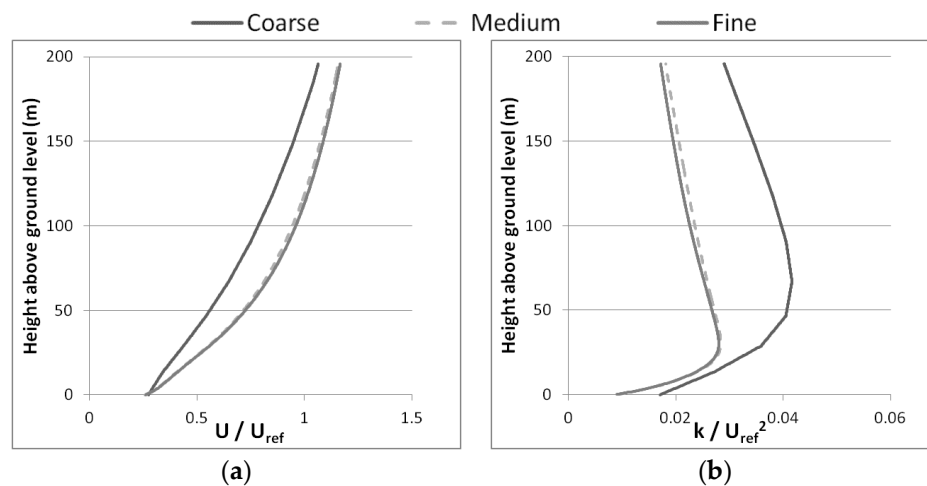 Coarse Medium Fine
200
150
100
50
0
Height above ground level (m)
0 0.5 1 1.5
U / Uref
200
150
100
50
0
Height above ground level (m)
0 0.02 0.04 0.06
k / Uref²
(a) (b)